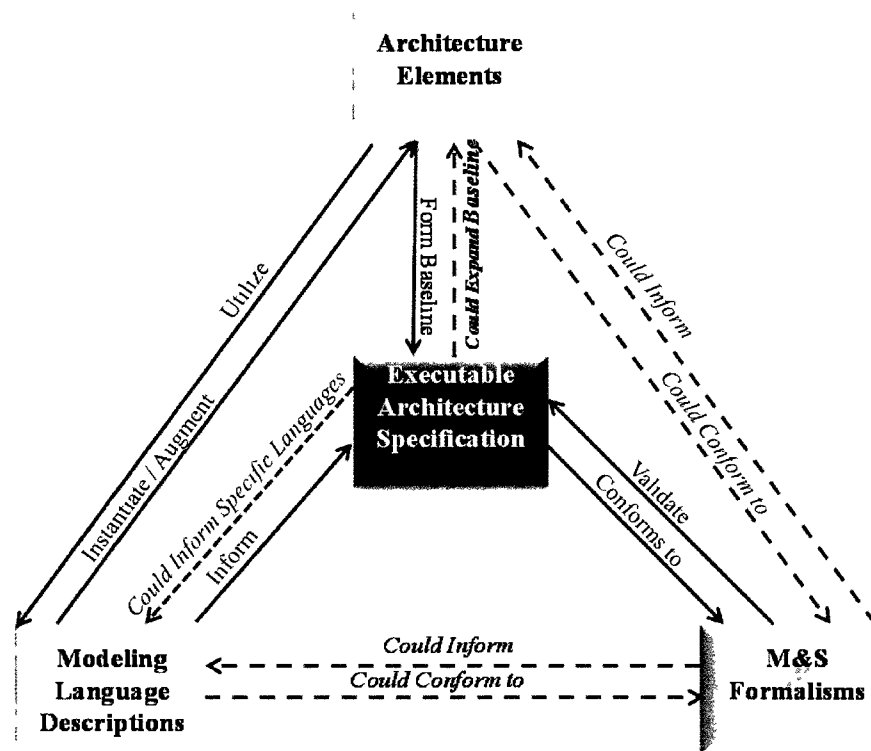 Architecture
Elements
Utilize
Instantiate / Augment
Form Baseline
Could Expand Baseline
Could Inform
Could Conform to
Executable
Architecture
Specification
Could Inform Specific Languages
Inform
Validate
Conforms to
Modeling
Language
Descriptions
Could Inform
Could Conform to
M&S
Formalisms